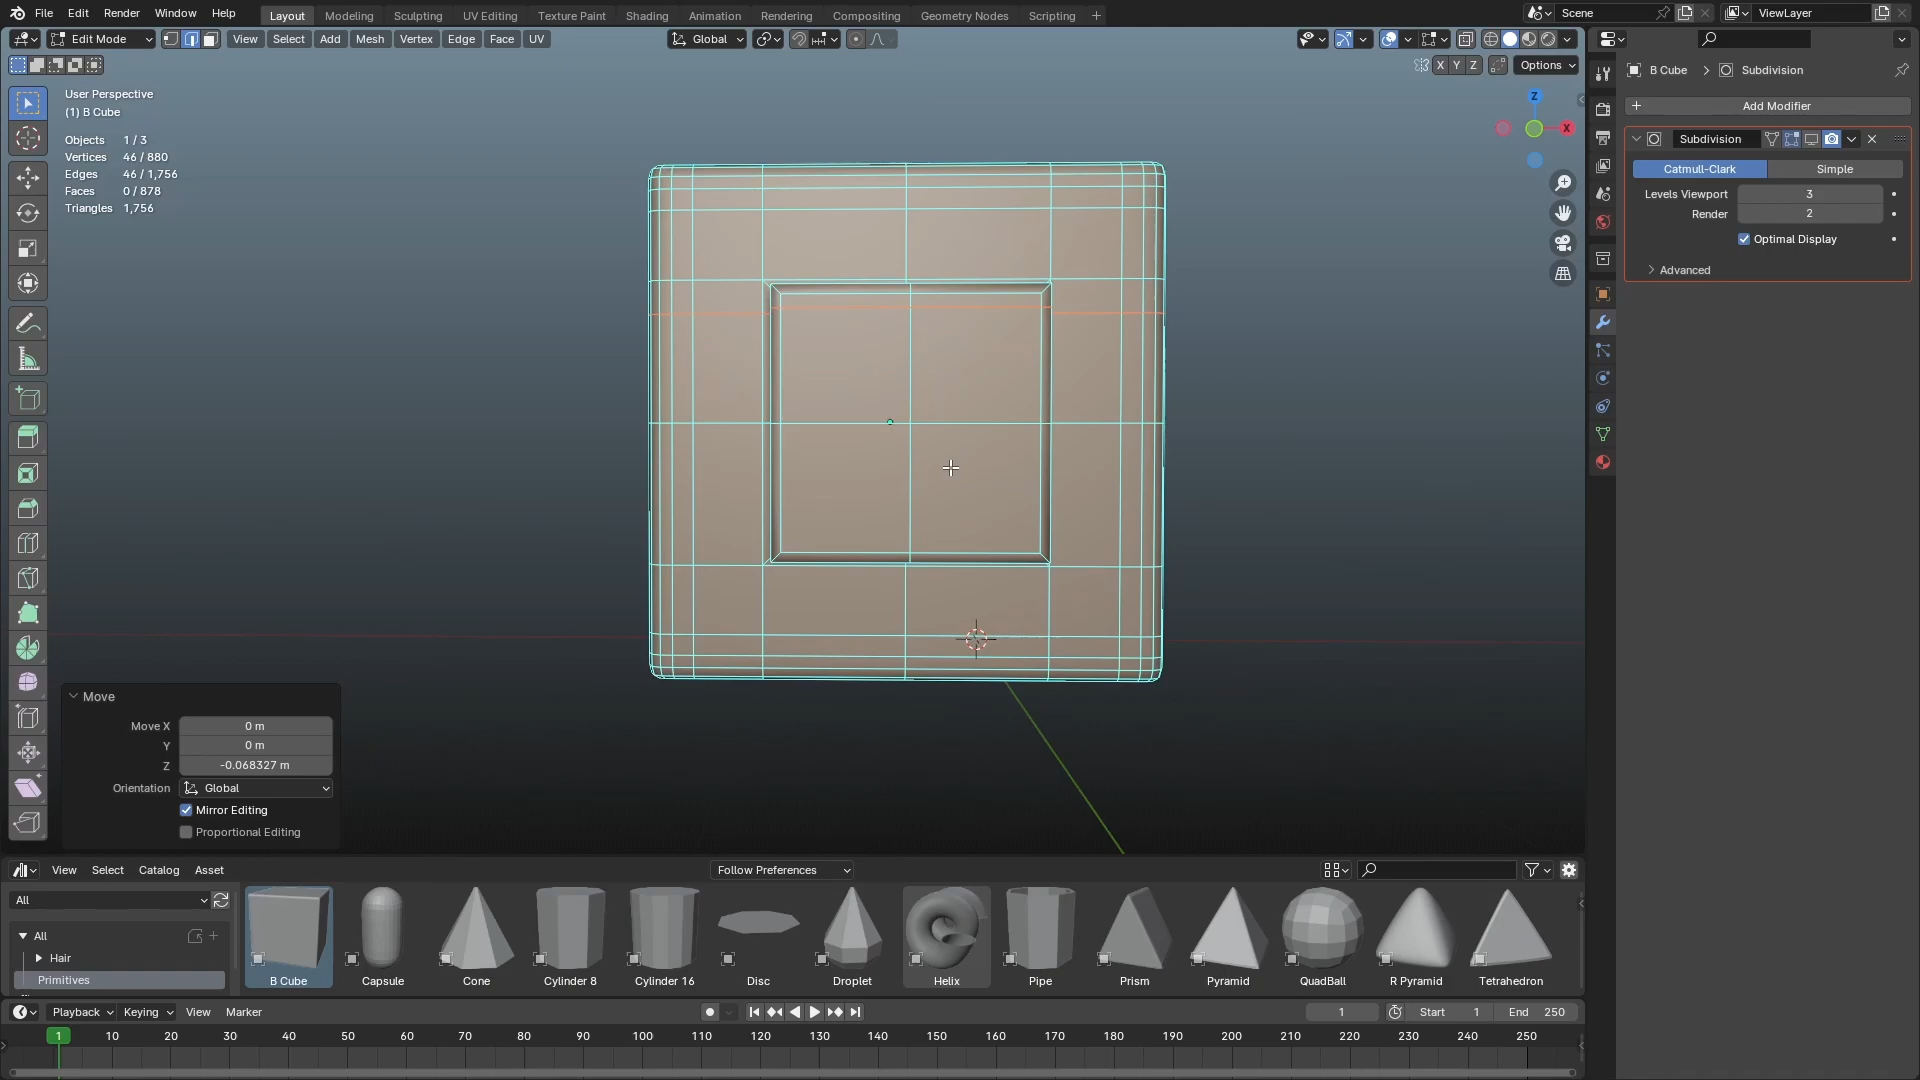 File Edit Render Window Help Layout Modeling Sculpting UV Editing Texture Paint Shading Animation Rendering Compositing Geometry Nodes Scripting + Scene ViewLayer
Edit Mode View Select Add Mesh Vertex Edge Face UV Global
X Y Z Options
User Perspective
(1) B Cube
Objects 1 / 3
Vertices 46 / 880
Edges 46 / 1,756
Faces 0 / 878
Triangles 1,756
Z
X
B Cube > Subdivision
+ Add Modifier
Subdivision
Catmull-Clark Simple
Levels Viewport 3
Render 2
Optimal Display
Advanced
Move
Move X 0 m
Y 0 m
Z -0.068327 m
Orientation Global
Mirror Editing
Proportional Editing
View Select Catalog Asset Follow Preferences
All
All
Hair
Primitives
B Cube Capsule Cone Cylinder 8 Cylinder 16 Disc Droplet Helix Pipe Prism Pyramid QuadBall R Pyramid Tetrahedron
Playback Keying View Marker 1 Start 1 End 250
1 10 20 30 40 50 60 70 80 90 100 110 120 130 140 150 160 170 180 190 200 210 220 230 240 250